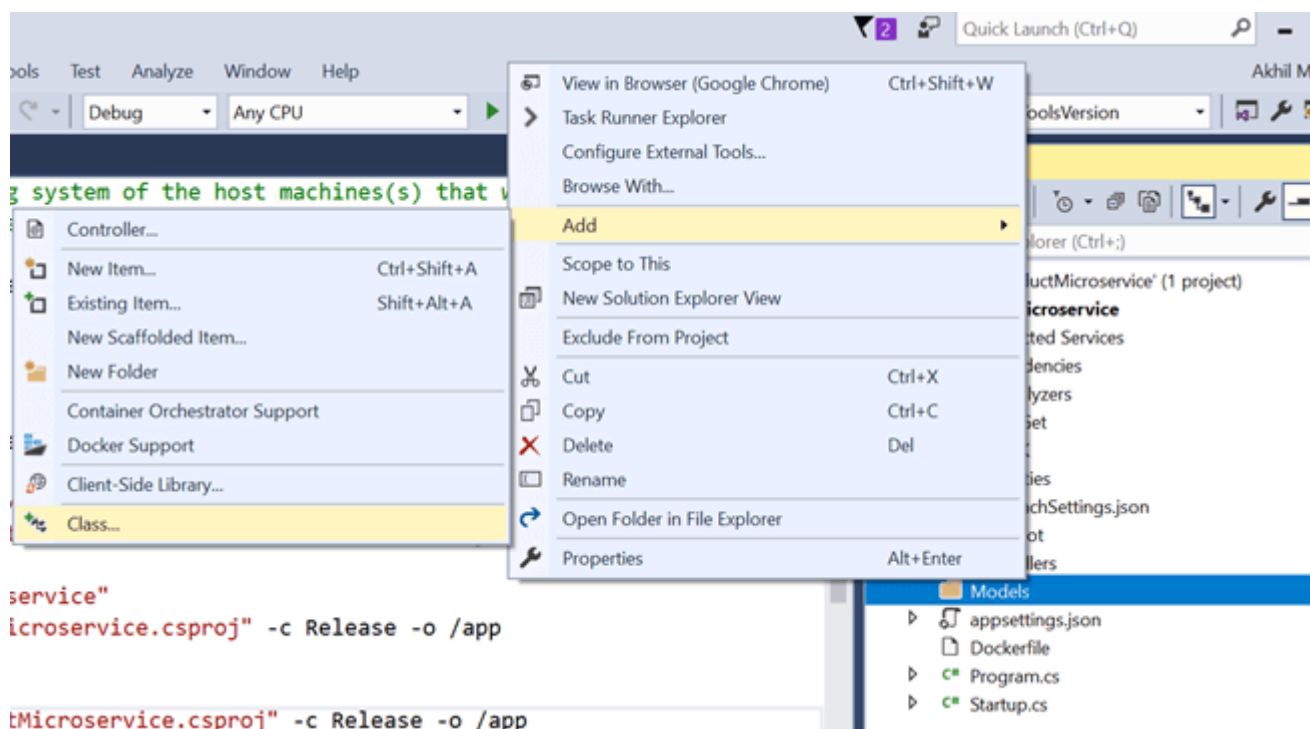 2 Quick Launch (Ctrl+Q)
Test Analyze Window Help
Akhil M
Debug Any CPU
oolsVersion
View in Browser (Google Chrome) Ctrl+Shift+W
Task Runner Explorer
Configure External Tools...
Browse With...
Add
Scope to This
New Solution Explorer View
Exclude From Project
Cut Ctrl+X
Copy Ctrl+C
Delete Del
Rename
Open Folder in File Explorer
Properties Alt+Enter
g system of the host machines(s) that w
Controller...
New Item... Ctrl+Shift+A
Existing Item... Shift+Alt+A
New Scaffolded Item...
New Folder
Container Orchestrator Support
Docker Support
Client-Side Library...
Class...
service"
icroservice.csproj" -c Release -o /app
tMicroservice.csproj" -c Release -o /app
lorer (Ctrl+;)
uctMicroservice' (1 project)
icroservice
ted Services
dencies
lyzers
et
ties
chSettings.json
ot
llers
Models
appsettings.json
Dockerfile
C# Program.cs
C# Startup.cs